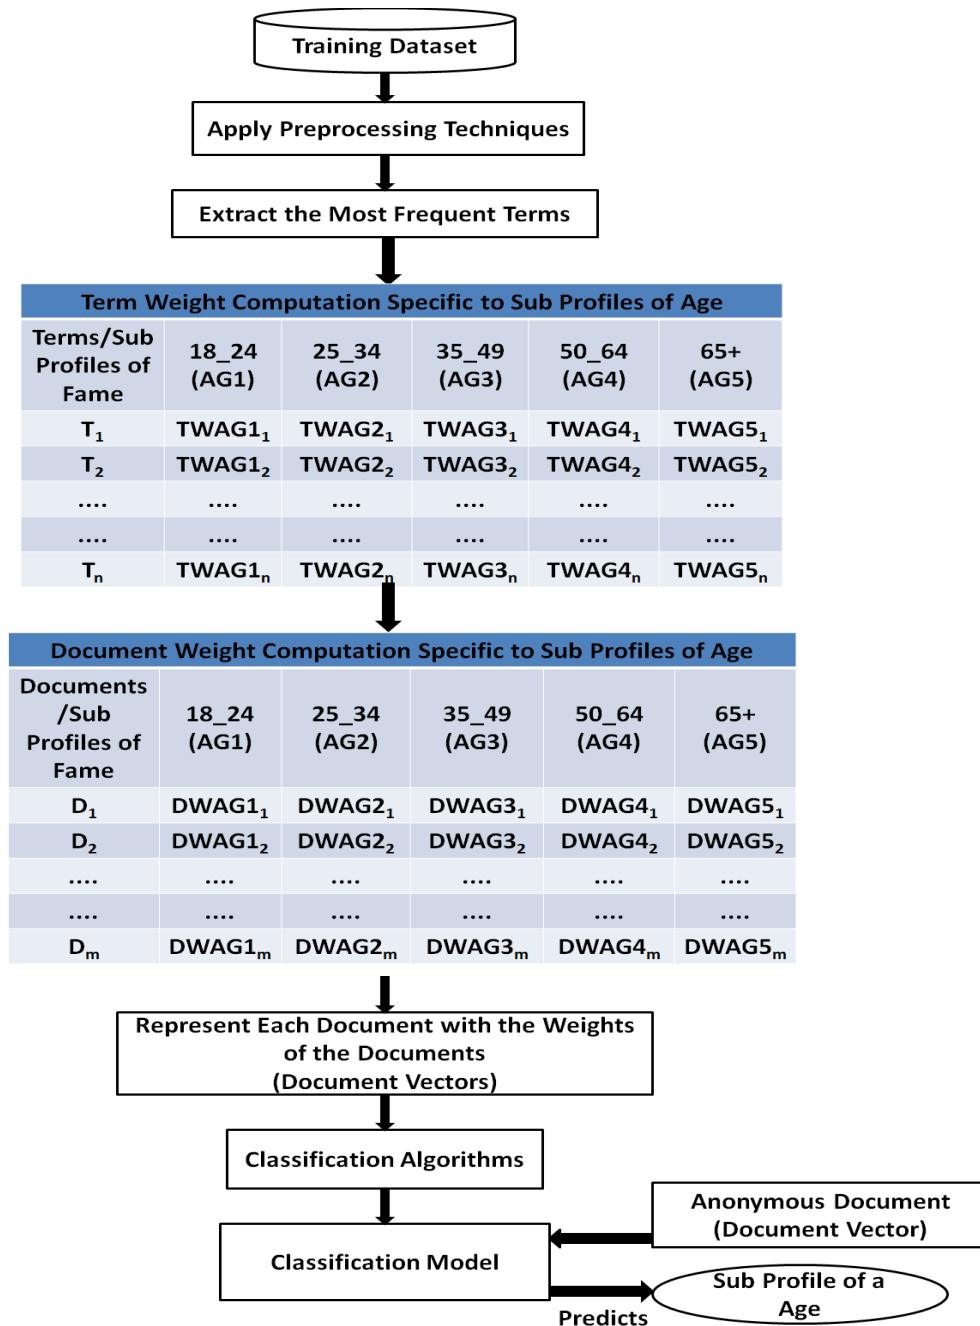 Training Dataset
Apply Preprocessing Techniques
Extract the Most Frequent Terms
Term Weight Computation Specific to Sub Profiles of Age
Terms/Sub
Profiles of
Fame
18_24
(AG1)
25_34
(AG2)
35_49
(AG3)
50_64
(AG4)
65+
(AG5)
T1 TWAG11 TWAG21 TWAG31 TWAG41 TWAG51
T2 TWAG12 TWAG22 TWAG32 TWAG42 TWAG52
.... .... .... .... .... ....
.... .... .... .... .... ....
Tn TWAG1n TWAG2n TWAG3n TWAG4n TWAG5n
Document Weight Computation Specific to Sub Profiles of Age
Documents
/Sub
Profiles of
Fame
18_24
(AG1)
25_34
(AG2)
35_49
(AG3)
50_64
(AG4)
65+
(AG5)
D1 DWAG11 DWAG21 DWAG31 DWAG41 DWAG51
D2 DWAG12 DWAG22 DWAG32 DWAG42 DWAG52
.... .... .... .... .... ....
.... .... .... .... .... ....
Dm DWAG1m DWAG2m DWAG3m DWAG4m DWAG5m
Represent Each Document with the Weights
of the Documents
(Document Vectors)
Classification Algorithms
Anonymous Document
(Document Vector)
Classification Model
Predicts
Sub Profile of a
Age